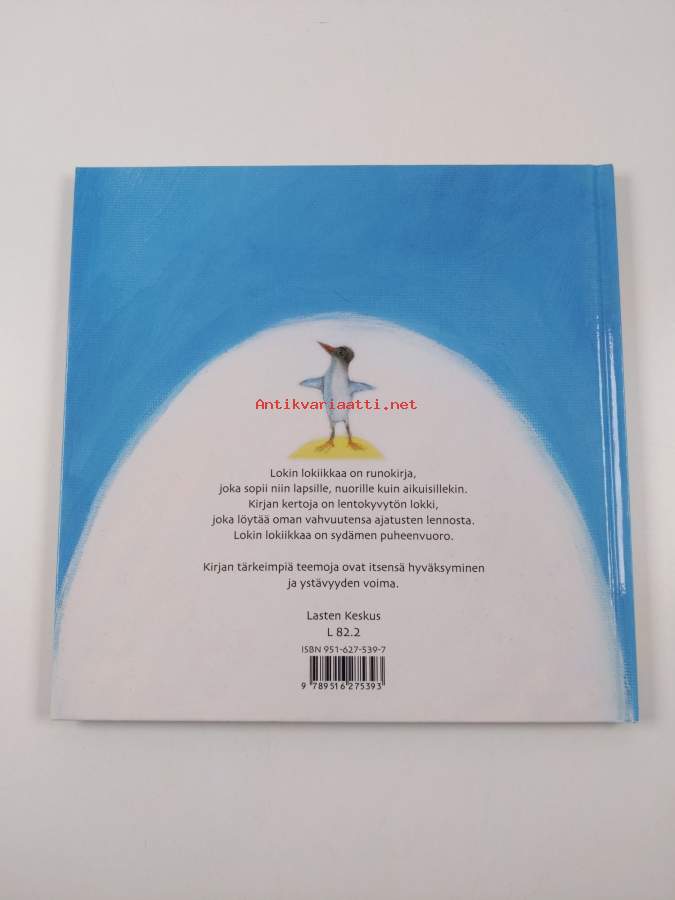 Antikvariaatti.net
Lokin lokiikkaa on runokirja,
joka sopii niin lapsille, nuorille kuin aikuisillekin.
Kirjan kertoja on lentokyvytön lokki,
joka löytää oman vahvuutensa ajatusten lennosta.
Lokin lokiikkaa on sydämen puheenvuoro.
Kirjan tärkeimpiä teemoja ovat itsensä hyväksyminen
ja ystävyyden voima.
Lasten Keskus
L 82.2
ISBN 951-627-539-7
9 789516 275393